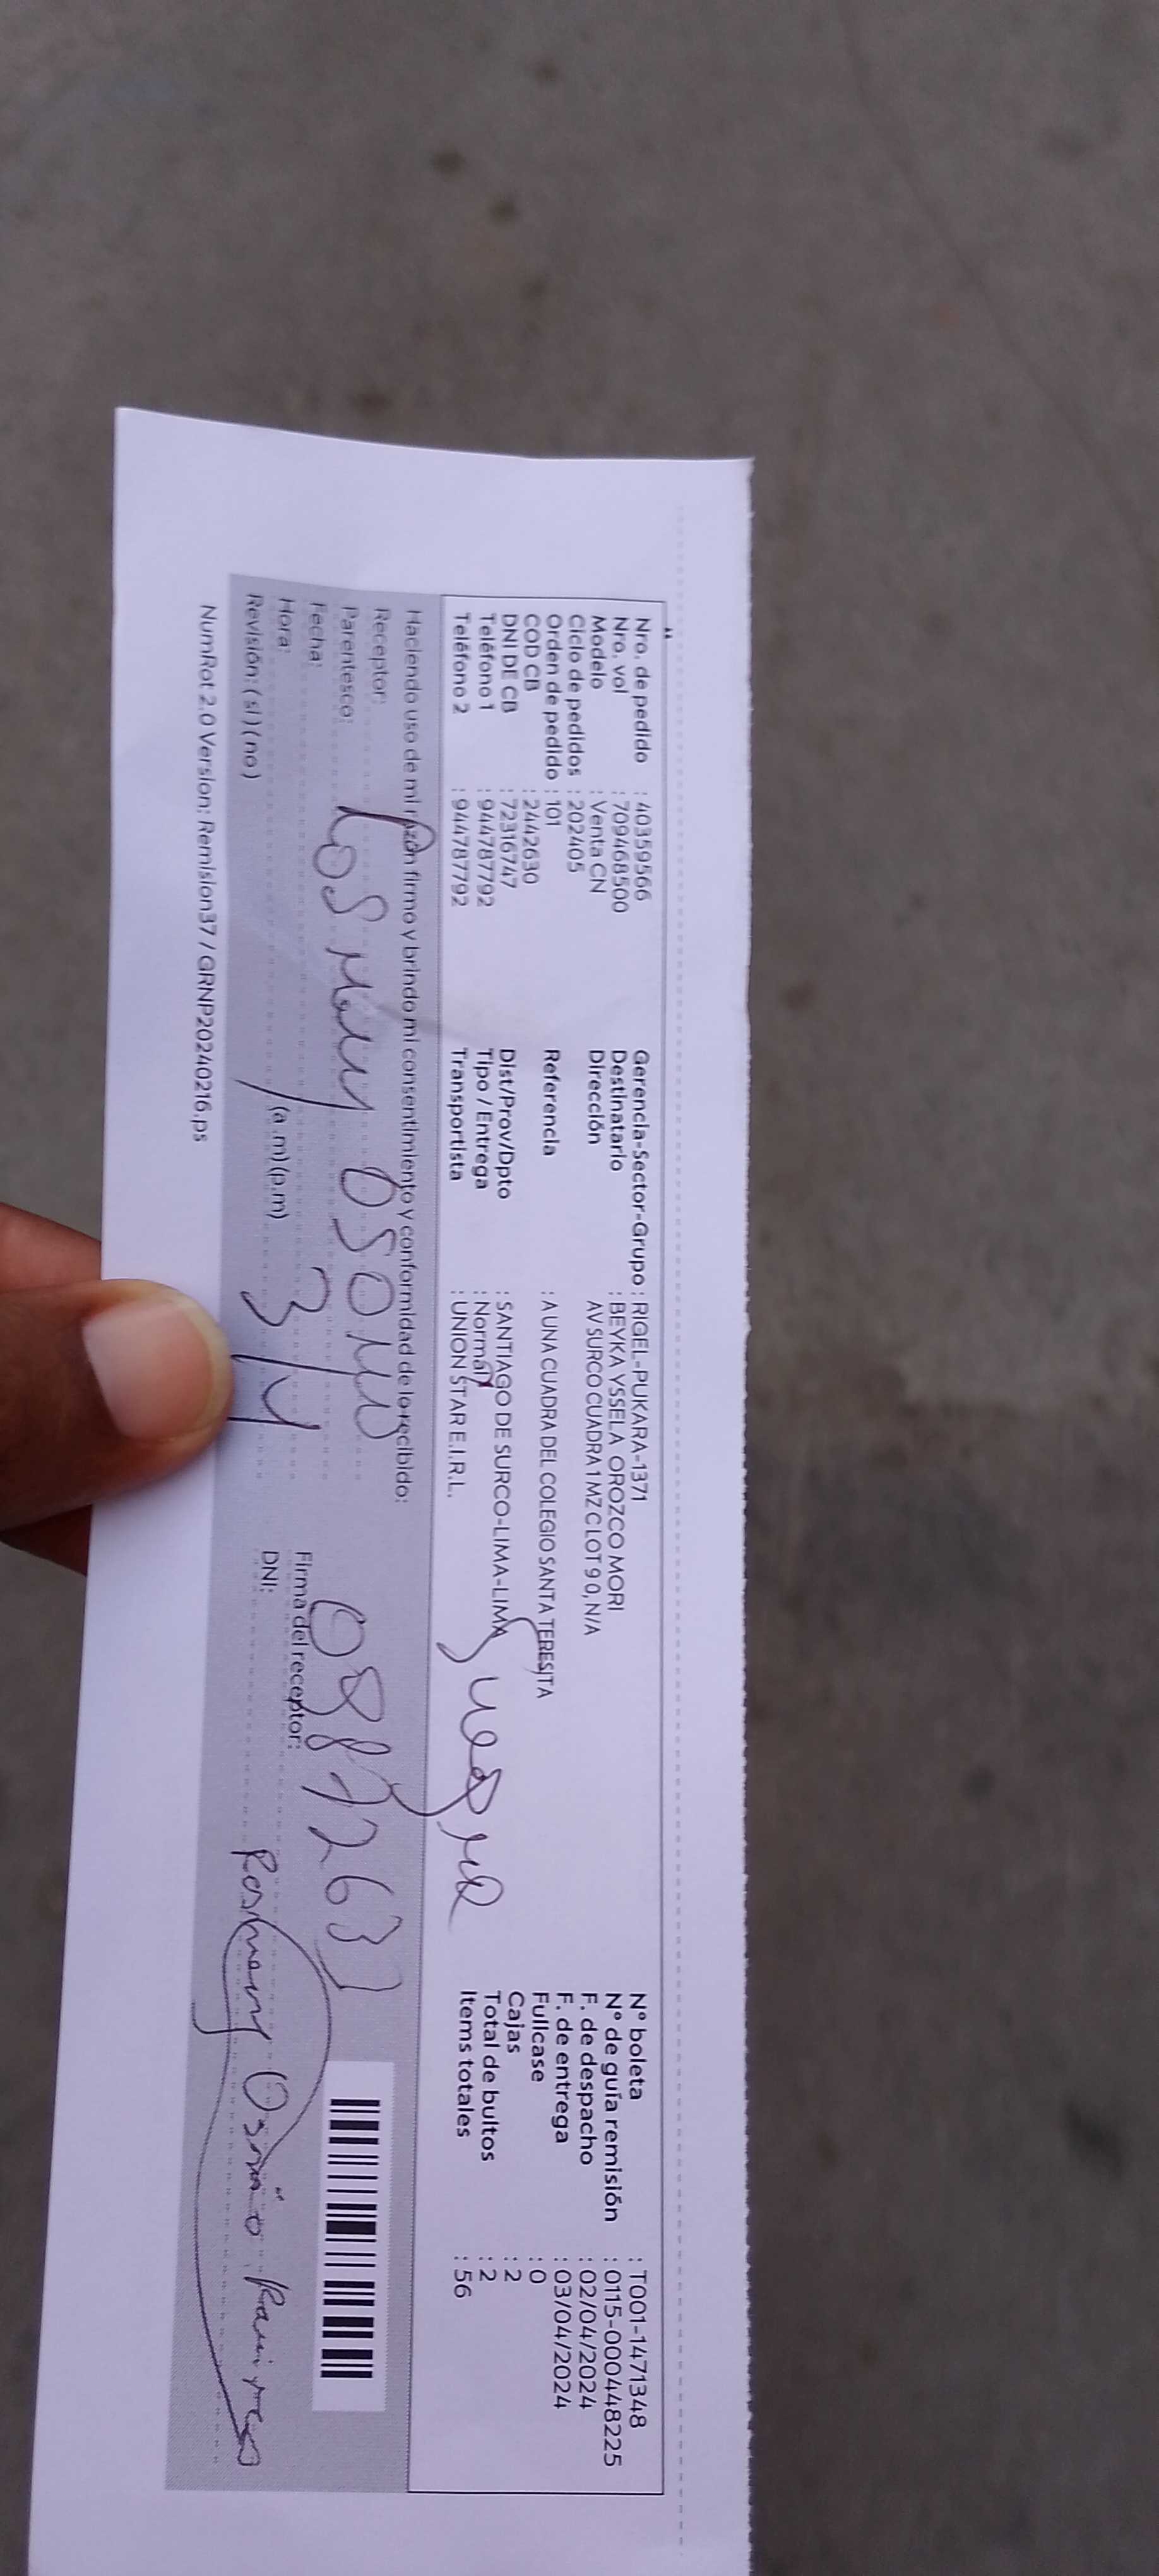 Nro. de pedido : 40359566
Nro. vol : 709468500
Modelo : Venta CN
Ciclo de pedidos : 202405
Orden de pedido : 101
COD CB : 2442630
DNI DE CB : 72316747
Teléfono 1 : 944787792
Teléfono 2 : 944787792
Gerencia-Sector-Grupo : RIGEL-PUKARA-1371
Destinatario : BEYKA YSSELA OROZCO MORI
Dirección AV SURCO CUADRA 1 MZ C LOT 9 0, N/A
Referencia : A UNA CUADRA DEL COLEGIO SANTA TERESITA
Dist/Prov/Dpto : SANTIAGO DE SURCO-LIMA-LIMA
Tipo / Entrega : Normal
Transportista : UNION STAR E.I.R.L.
N° boleta : T001-1471348
N° de guía remisión : 0115-000448225
F. de despacho : 02/04/2024
F. de entrega : 03/04/2024
Fullcase : 0
Cajas : 2
Total de bultos : 2
Items totales : 56
Suegra
Haciendo uso de mi razón firmo y brindo mi consentimiento y conformidad de lo recibido:
Receptor:
Parentesco:
Fecha:
Hora: (a.m) (p.m)
Revisión: ( si ) ( no )
Rosmery Osorio
3/4
Firma del receptor:
DNI:
Rosmery Osorio Ramirez
NumRot 2.0 Version: Remision37 / GRNP20240216.ps